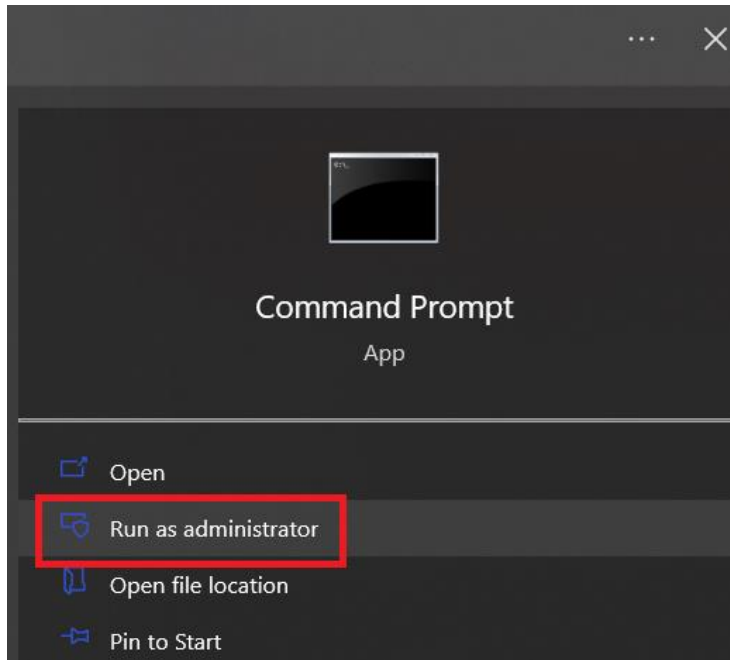 ...
Command Prompt
App
Open
Run as administrator
Open file location
Pin to Start